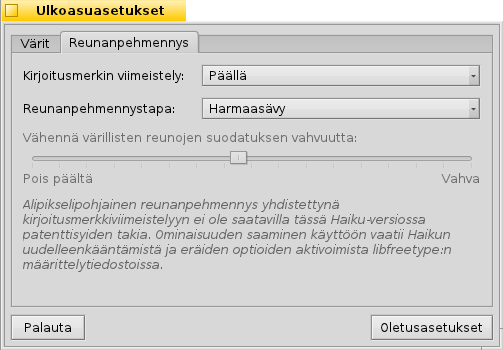 Ulkoasuasetukset
Värit
Reunanpehmennys
Kirjoitusmerkin viimeistely:
Päällä
Reunanpehmennystapa:
Harmaasävy
Vähennä värillisten reunojen suodatuksen vahvuutta:
Pois päältä
Vahva
Alipikselipohjainen reunanpehmennys yhdistettynä
kirjoitusmerkkiviimeistelyyn ei ole saatavilla tässä Haiku-versiossa
patenttisyiden takia. Ominaisuuden saaminen käyttöön vaatii Haikun
uudelleenkääntämistä ja eräiden optioiden aktivoimista libfreetype:n
määrittelytiedostoissa.
Palauta
Oletusasetukset